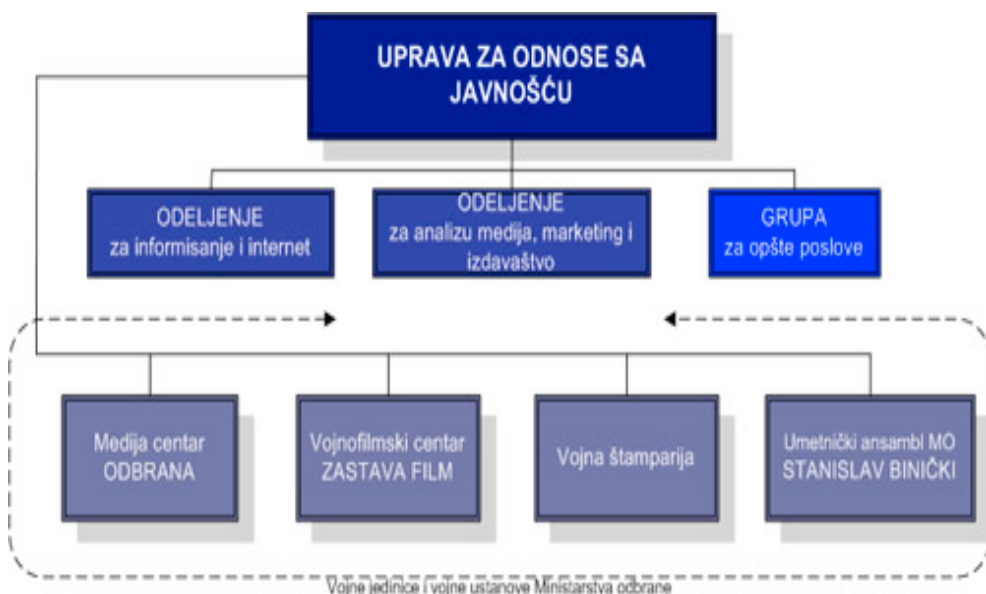 UPRAVA ZA ODNOSE SA
JAVNOŠĆU
ODELJENJE
za informisanje i internet
ODELJENJE
za analizu medija, marketing i
izdavaštvo
GRUPA
za opšte poslove
Medija centar
ODBRANA
Vojnofilmski centar
ZASTAVA FILM
Vojna štamparija
Umetnički ansambl MO
STANISLAV BINIČKI
Vojne jedinice i vojne ustanove Ministarstva odbrane